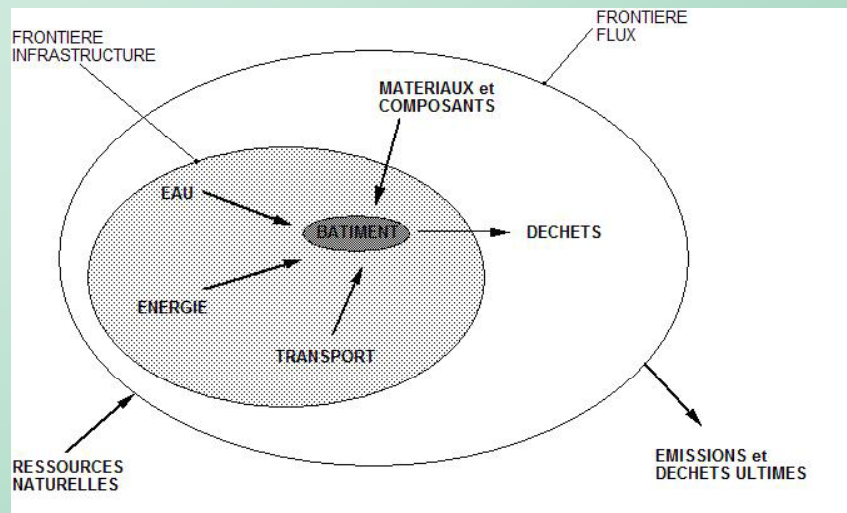 FRONTIERE
FLUX
FRONTIERE
INFRASTRUCTURE
MATERIAUX et
COMPOSANTS
EAU
BATIMENT
DECHETS
ENERGIE
TRANSPORT
RESSOURCES
NATURELLES
EMISSIONS et
DECHETS ULTIMES